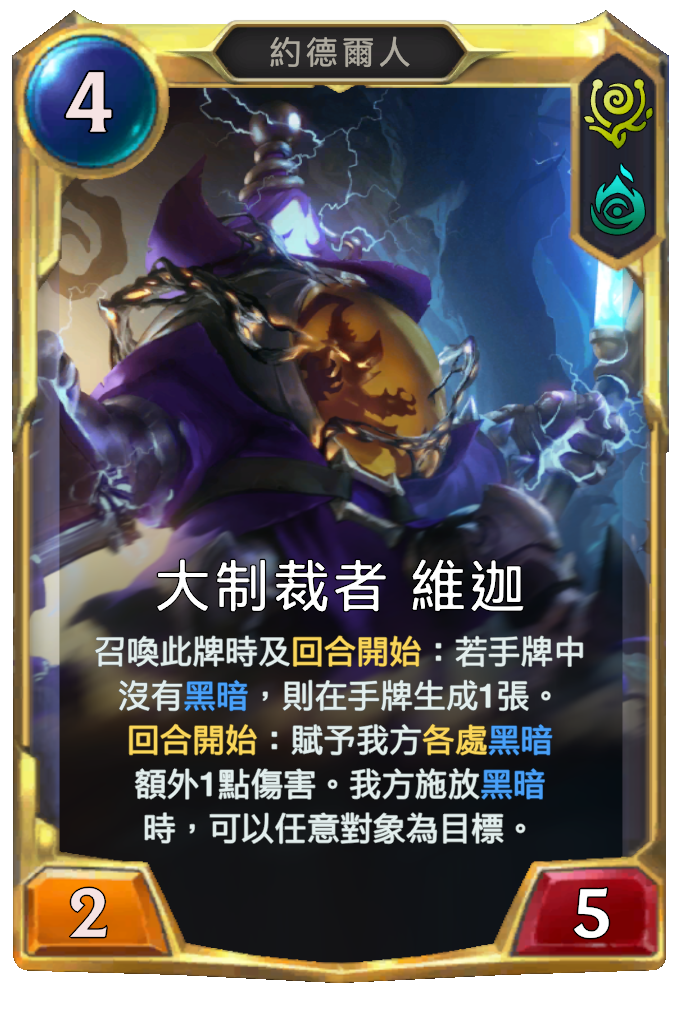 約德爾人
4
大制裁者 維迦
召喚此牌時及回合開始：若手牌中
沒有黑暗，則在手牌生成1張。
回合開始：賦予我方各處黑暗
額外1點傷害。我方施放黑暗
時，可以任意對象為目標。
2
5